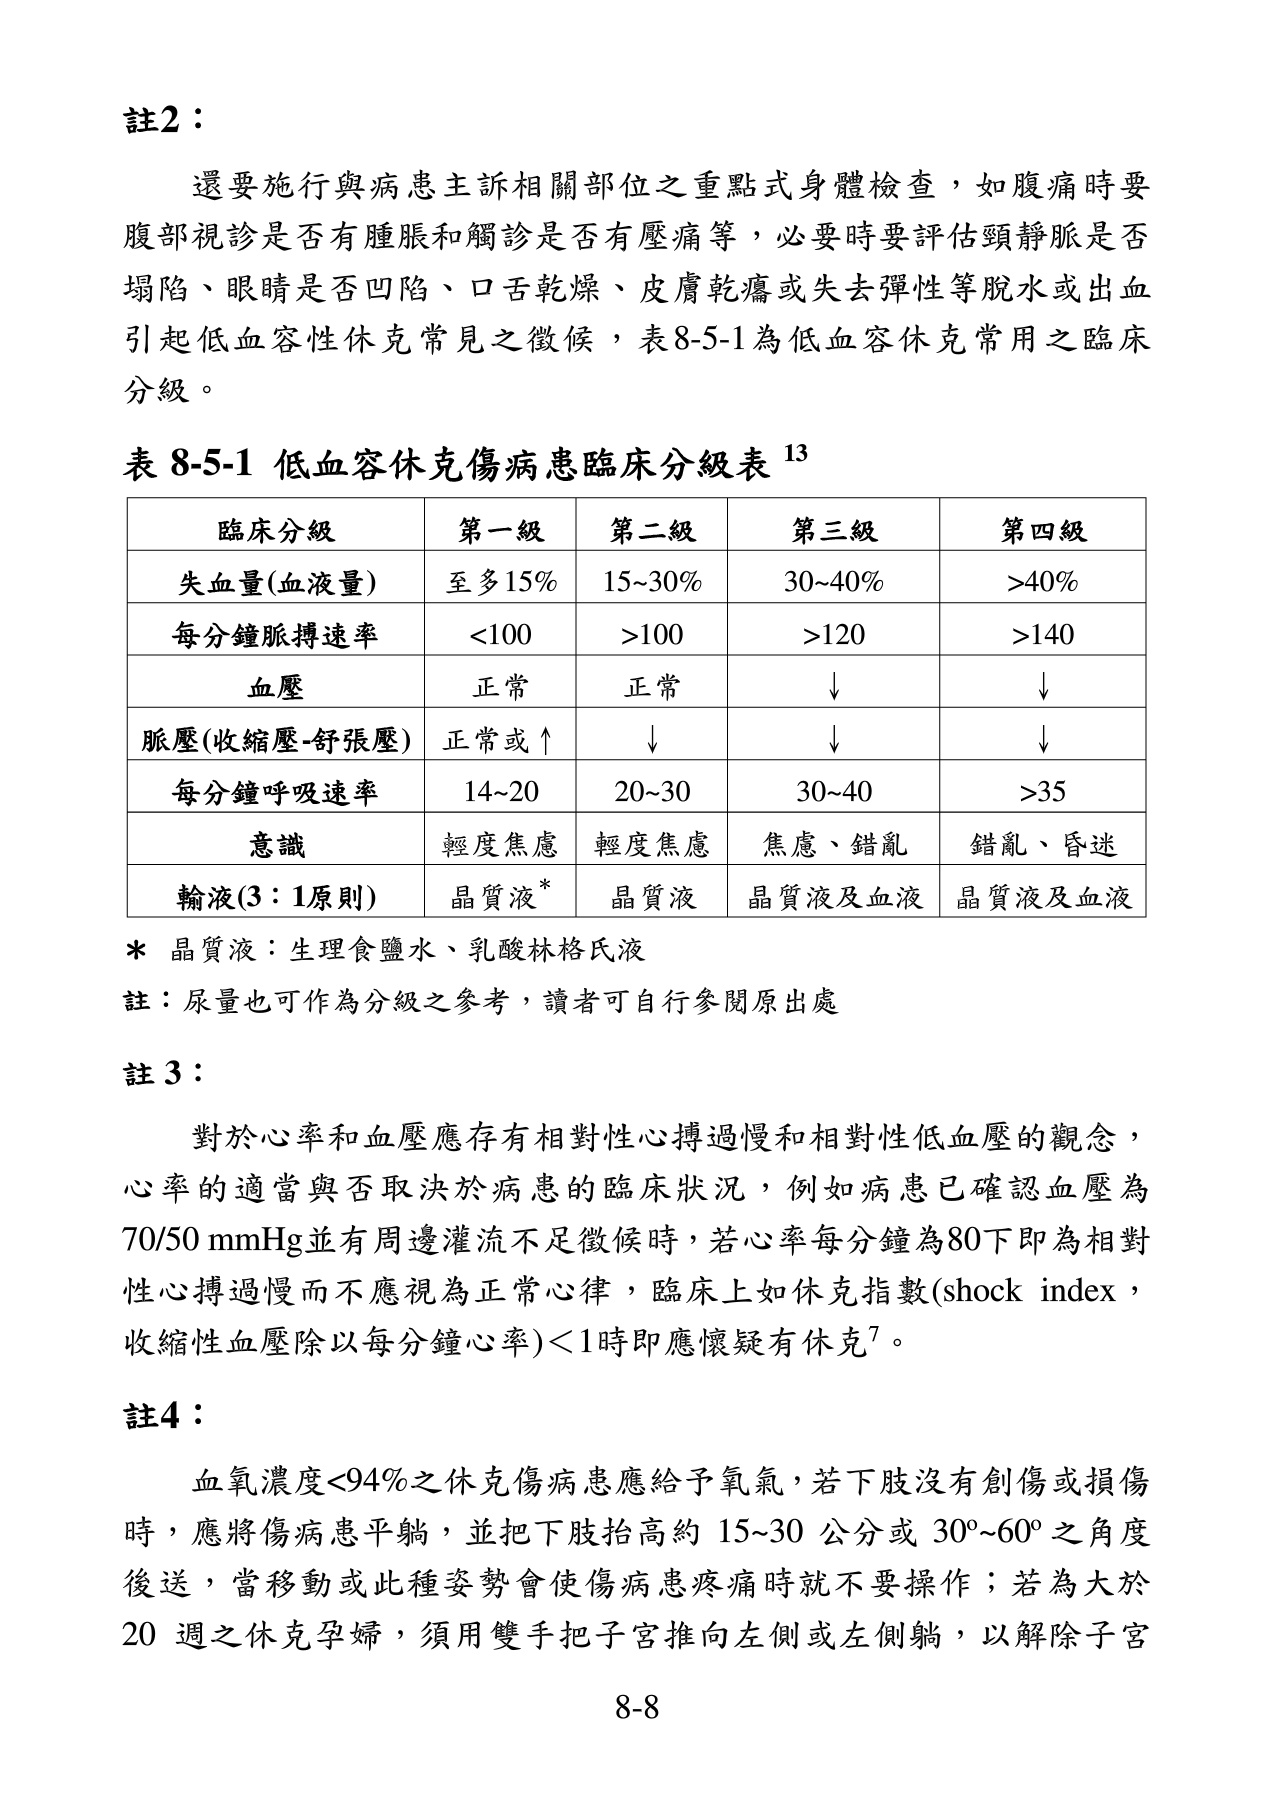 註2：
還要施行與病患主訴相關部位之重點式身體檢查，如腹痛時要
腹部視診是否有腫脹和觸診是否有壓痛等，必要時要評估頸靜脈是否
塌陷、眼睛是否凹陷、口舌乾燥、皮膚乾癟或失去彈性等脫水或出血
引起低血容性休克常見之徵候，表8-5-1為低血容休克常用之臨床
分級。
表 8-5-1 低血容休克傷病患臨床分級表 13
臨床分級 第一級 第二級 第三級 第四級
失血量(血液量) 至多15% 15~30% 30~40% >40%
每分鐘脈搏速率 <100 >100 >120 >140
血壓 正常 正常 ↓ ↓
脈壓(收縮壓-舒張壓) 正常或↑ ↓ ↓ ↓
每分鐘呼吸速率 14~20 20~30 30~40 >35
意識 輕度焦慮 輕度焦慮 焦慮、錯亂 錯亂、昏迷
輸液(3：1原則) 晶質液* 晶質液 晶質液及血液 晶質液及血液
* 晶質液：生理食鹽水、乳酸林格氏液
註：尿量也可作為分級之參考，讀者可自行參閱原出處
註 3：
對於心率和血壓應存有相對性心搏過慢和相對性低血壓的觀念，
心率的適當與否取決於病患的臨床狀況，例如病患已確認血壓為
70/50 mmHg並有周邊灌流不足徵候時，若心率每分鐘為80下即為相對
性心搏過慢而不應視為正常心律，臨床上如休克指數(shock index，
收縮性血壓除以每分鐘心率)＜1時即應懷疑有休克7。
註4：
血氧濃度<94%之休克傷病患應給予氧氣，若下肢沒有創傷或損傷
時，應將傷病患平躺，並把下肢抬高約 15~30 公分或 30º~60º 之角度
後送，當移動或此種姿勢會使傷病患疼痛時就不要操作；若為大於
20 週之休克孕婦，須用雙手把子宮推向左側或左側躺，以解除子宮
8-8